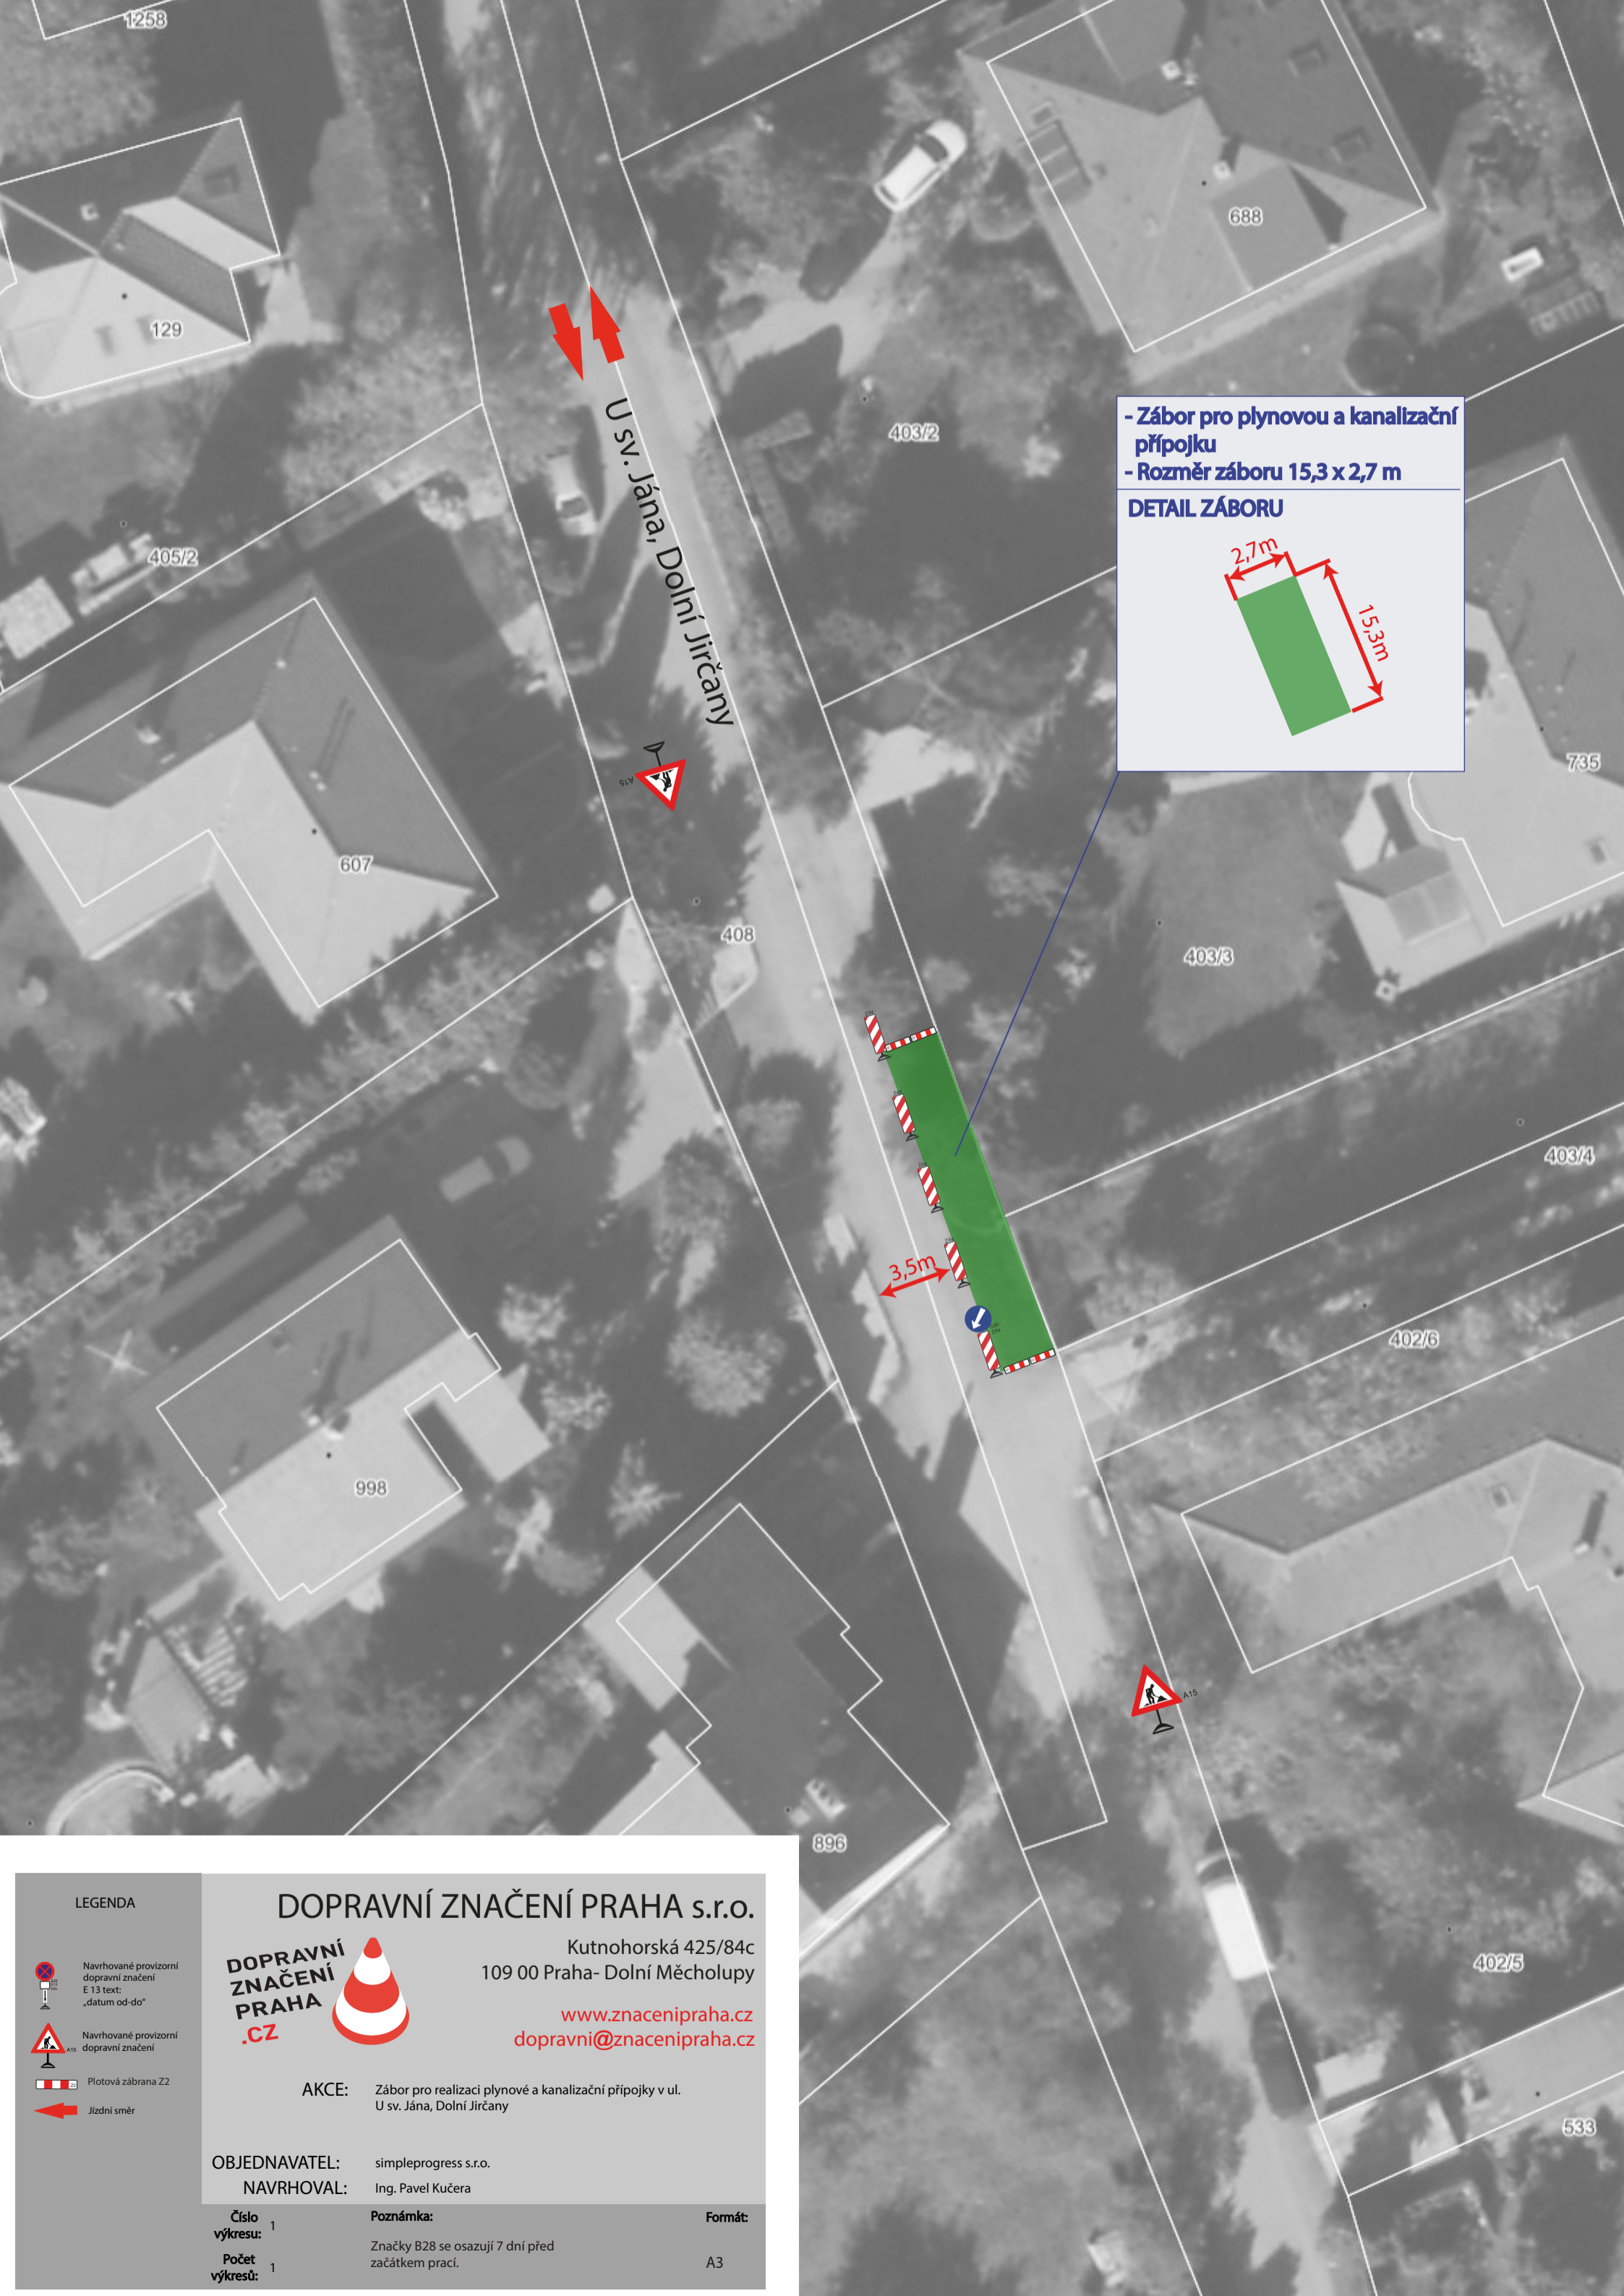 1258
688
129
403/2
U sv. Jána, Dolní Jirčany
- Zábor pro plynovou a kanalizační
přípojku
- Rozměr záboru 15,3 x 2,7 m
DETAIL ZÁBORU
2,7m
15,3m
405/2
735
A15
607
408
403/3
403/4
3,5m
402/6
998
A15
896
402/5
533
LEGENDA
Navrhované provizorní
dopravní značení
E 13 text:
„datum od-do“
A15
Navrhované provizorní
dopravní značení
Plotová zábrana Z2
Jízdní směr
DOPRAVNÍ ZNAČENÍ PRAHA s.r.o.
DOPRAVNÍ
ZNAČENÍ
PRAHA
.CZ
Kutnohorská 425/84c
109 00 Praha- Dolní Měcholupy
www.znacenipraha.cz
dopravni@znacenipraha.cz
AKCE:
Zábor pro realizaci plynové a kanalizační přípojky v ul.
U sv. Jána, Dolní Jirčany
OBJEDNAVATEL:
simpleprogress s.r.o.
NAVRHOVAL:
Ing. Pavel Kučera
Číslo
výkresu:
1
Počet
výkresů:
1
Poznámka:
Značky B28 se osazují 7 dní před
začátkem prací.
Formát:
A3